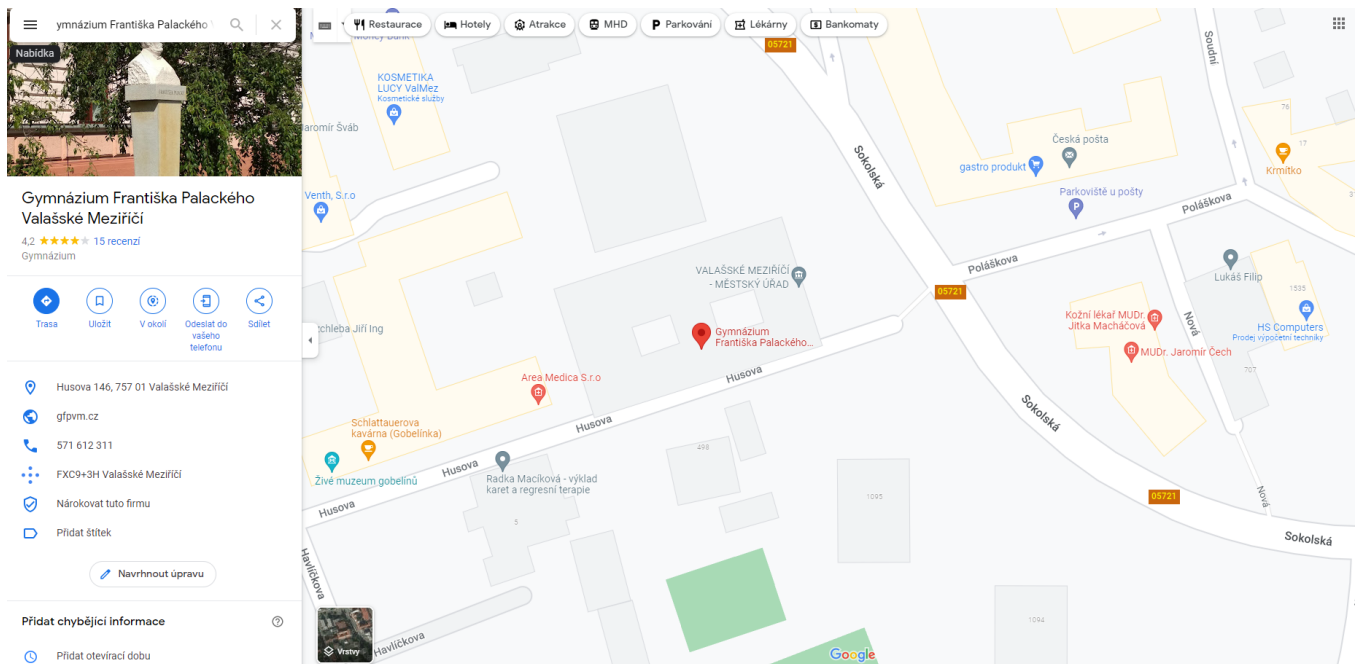 ymnázium Františka Palackého
Restaurace
Hotely
Atrakce
MHD
Parkování
Lékárny
Bankomaty
Nabídka
Gymnázium Františka Palackého
Valašské Meziříčí
4,2
15 recenzí
Gymnázium
Trasa
Uložit
V okolí
Odeslat do
vašeho
telefonu
Sdílet
Husova 146, 757 01 Valašské Meziříčí
gfpvm.cz
571 612 311
FXC9+3H Valašské Meziříčí
Nárokovat tuto firmu
Přidat štítek
Navrhnout úpravu
Přidat chybějící informace
Přidat otevírací dobu
05721
KOSMETIKA
LUCY ValMez
Kosmetické služby
aromír Šváb
Venth, S.r.o
chleba Jiří Ing
Sokolská
Soudní
76
17
Krmítko
Česká pošta
gastro produkt
Parkoviště u pošty
Poláškova
Poláškova
VALAŠSKÉ MEZIŘÍČÍ
- MĚSTSKÝ ÚŘAD
05721
Lukáš Filip
1535
Gymnázium
Františka Palackého...
Kožní lékař MUDr.
Jitka Macháčová
MUDr. Jaromír Čech
Nová
HS Computers
Prodej výpočetní techniky
707
Area Medica S.r.o
Husova
Husova
Husova
Husova
Schlattauerova
kavárna (Gobelínka)
Živé muzeum gobelínů
Radka Macíková - výklad
karet a regresní terapie
498
5
1095
Sokolská
05721
Nová
Sokolská
Havlíčkova
Havlíčkova
1094
Vrstvy
Google